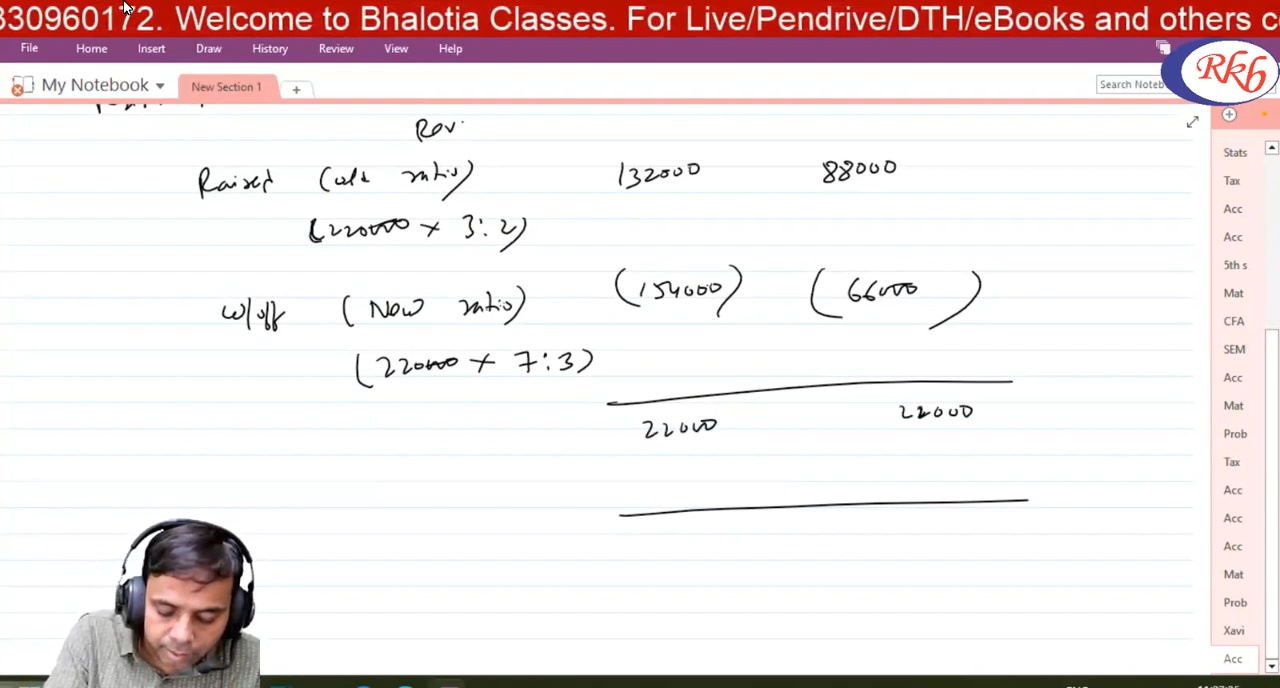 330960172. Welcome to Bhalotia Classes. For Live/Pendrive/DTH/eBooks and others c
File Home Insert Draw History Review View Help
Rkb
My Notebook New Section 1 + Search Noteb
Rev.
Raised (old ratio) 132000 88000
(220000 × 3:2)
w/off (New ratio) (154000) (66000)
(220000 × 7:3)
22000 22000
Stats
Tax
Acc
Acc
5th s
Mat
CFA
SEM
Acc
Mat
Prob
Tax
Acc
Acc
Acc
Mat
Prob
Xavi
Acc